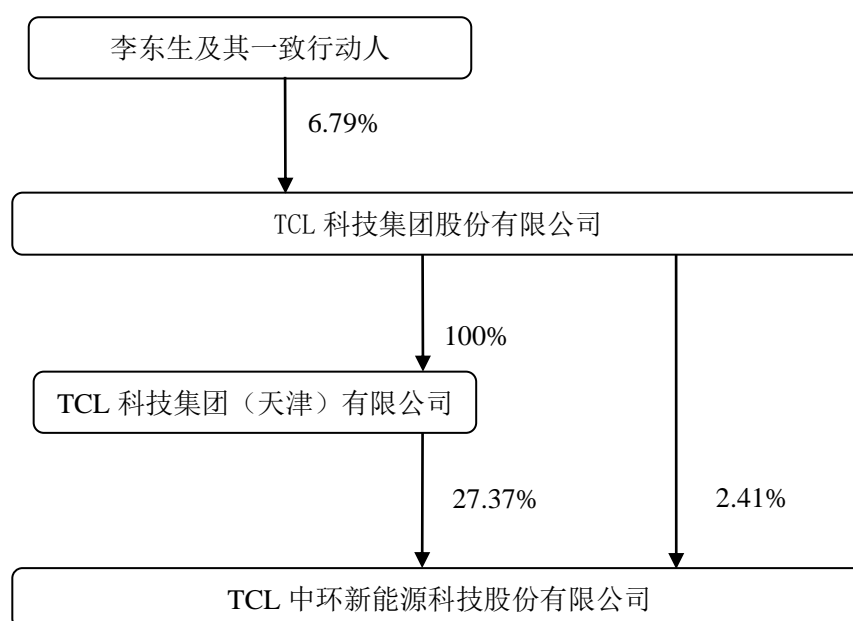 李东生及其一致行动人
6.79%
TCL 科技集团股份有限公司
100%
TCL 科技集团（天津）有限公司
27.37%
2.41%
TCL 中环新能源科技股份有限公司